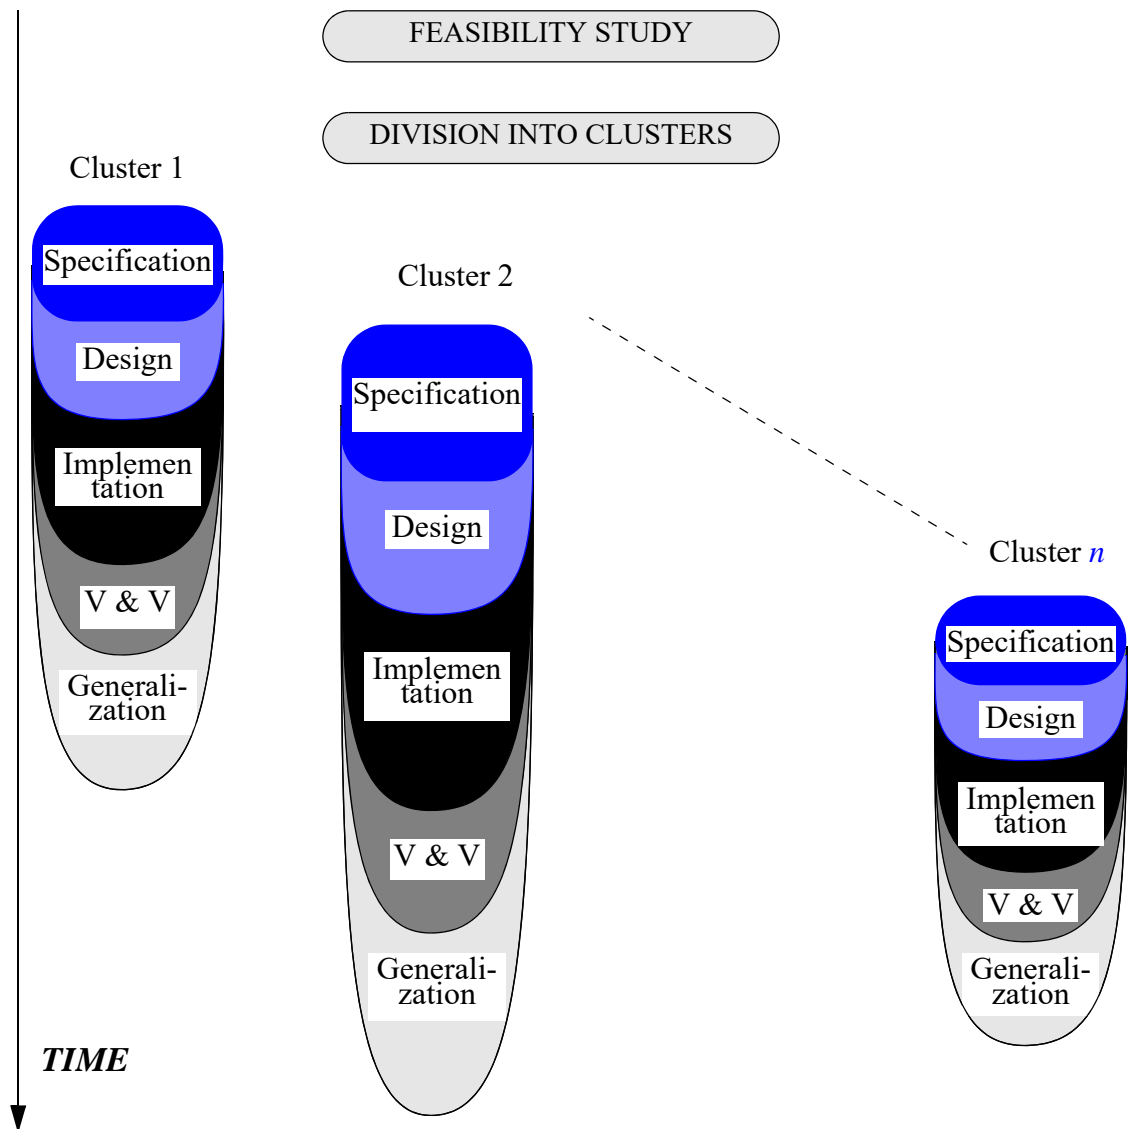 FEASIBILITY STUDY
DIVISION INTO CLUSTERS
Cluster 1
Specification
Design
Implemen
tation
V & V
Generali-
zation
Cluster 2
Specification
Design
Implemen
tation
V & V
Generali-
zation
Cluster n
Specification
Design
Implemen
tation
V & V
Generali-
zation
TIME